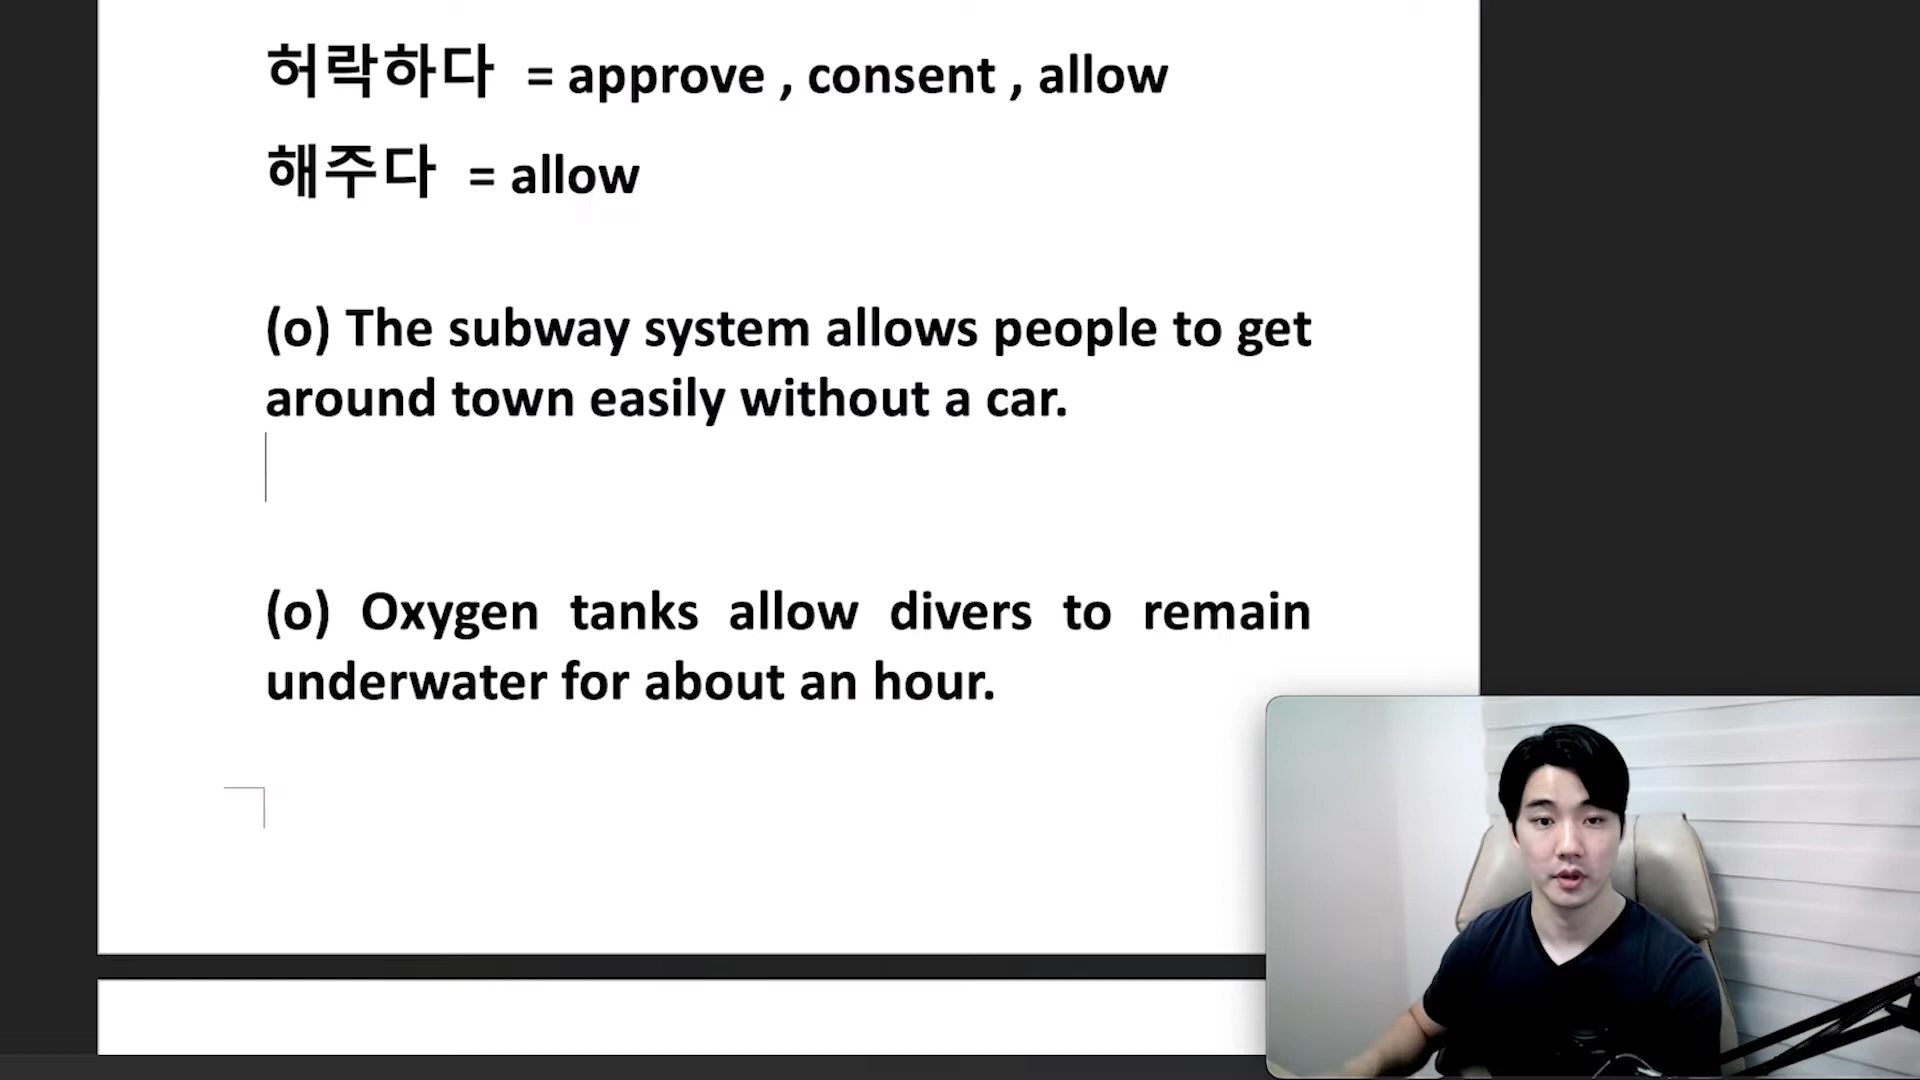 허락하다 = approve , consent , allow
해주다 = allow
(o) The subway system allows people to get
around town easily without a car.
(o) Oxygen tanks allow divers to remain
underwater for about an hour.